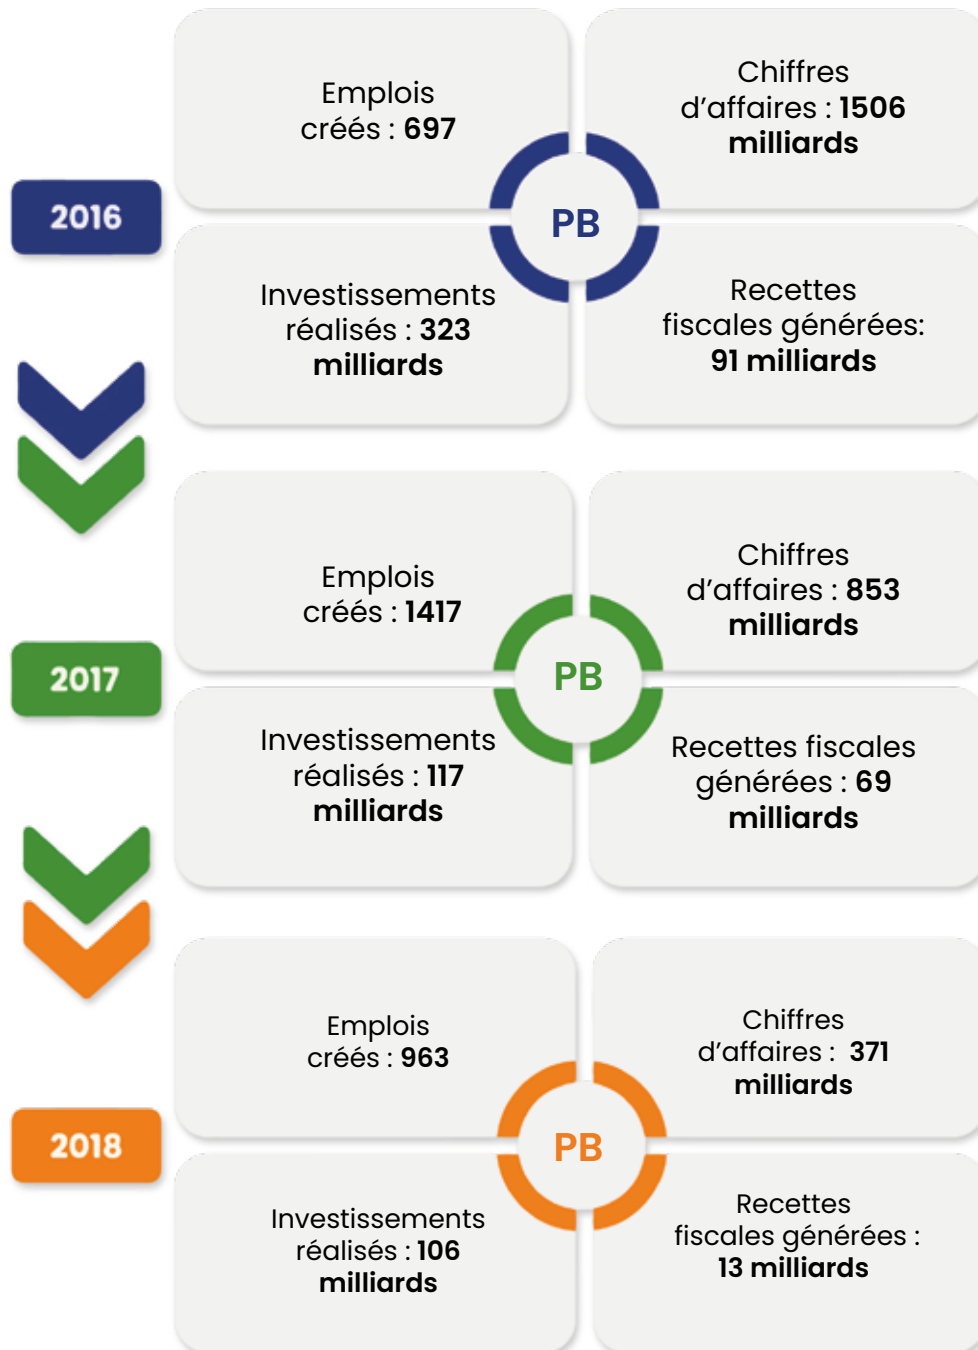 2016
Emplois
créés : 697
Chiffres
d'affaires : 1506
milliards
PB
Investissements
réalisés : 323
milliards
Recettes
fiscales générées:
91 milliards
2017
Emplois
créés : 1417
Chiffres
d'affaires : 853
milliards
PB
Investissements
réalisés : 117
milliards
Recettes fiscales
générées : 69
milliards
2018
Emplois
créés : 963
Chiffres
d'affaires : 371
milliards
PB
Investissements
réalisés : 106
milliards
Recettes
fiscales générées :
13 milliards